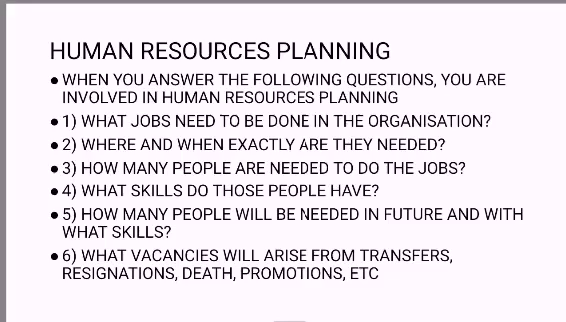 HUMAN RESOURCES PLANNING
● WHEN YOU ANSWER THE FOLLOWING QUESTIONS, YOU ARE
INVOLVED IN HUMAN RESOURCES PLANNING
● 1) WHAT JOBS NEED TO BE DONE IN THE ORGANISATION?
● 2) WHERE AND WHEN EXACTLY ARE THEY NEEDED?
● 3) HOW MANY PEOPLE ARE NEEDED TO DO THE JOBS?
● 4) WHAT SKILLS DO THOSE PEOPLE HAVE?
● 5) HOW MANY PEOPLE WILL BE NEEDED IN FUTURE AND WITH
WHAT SKILLS?
● 6) WHAT VACANCIES WILL ARISE FROM TRANSFERS,
RESIGNATIONS, DEATH, PROMOTIONS, ETC